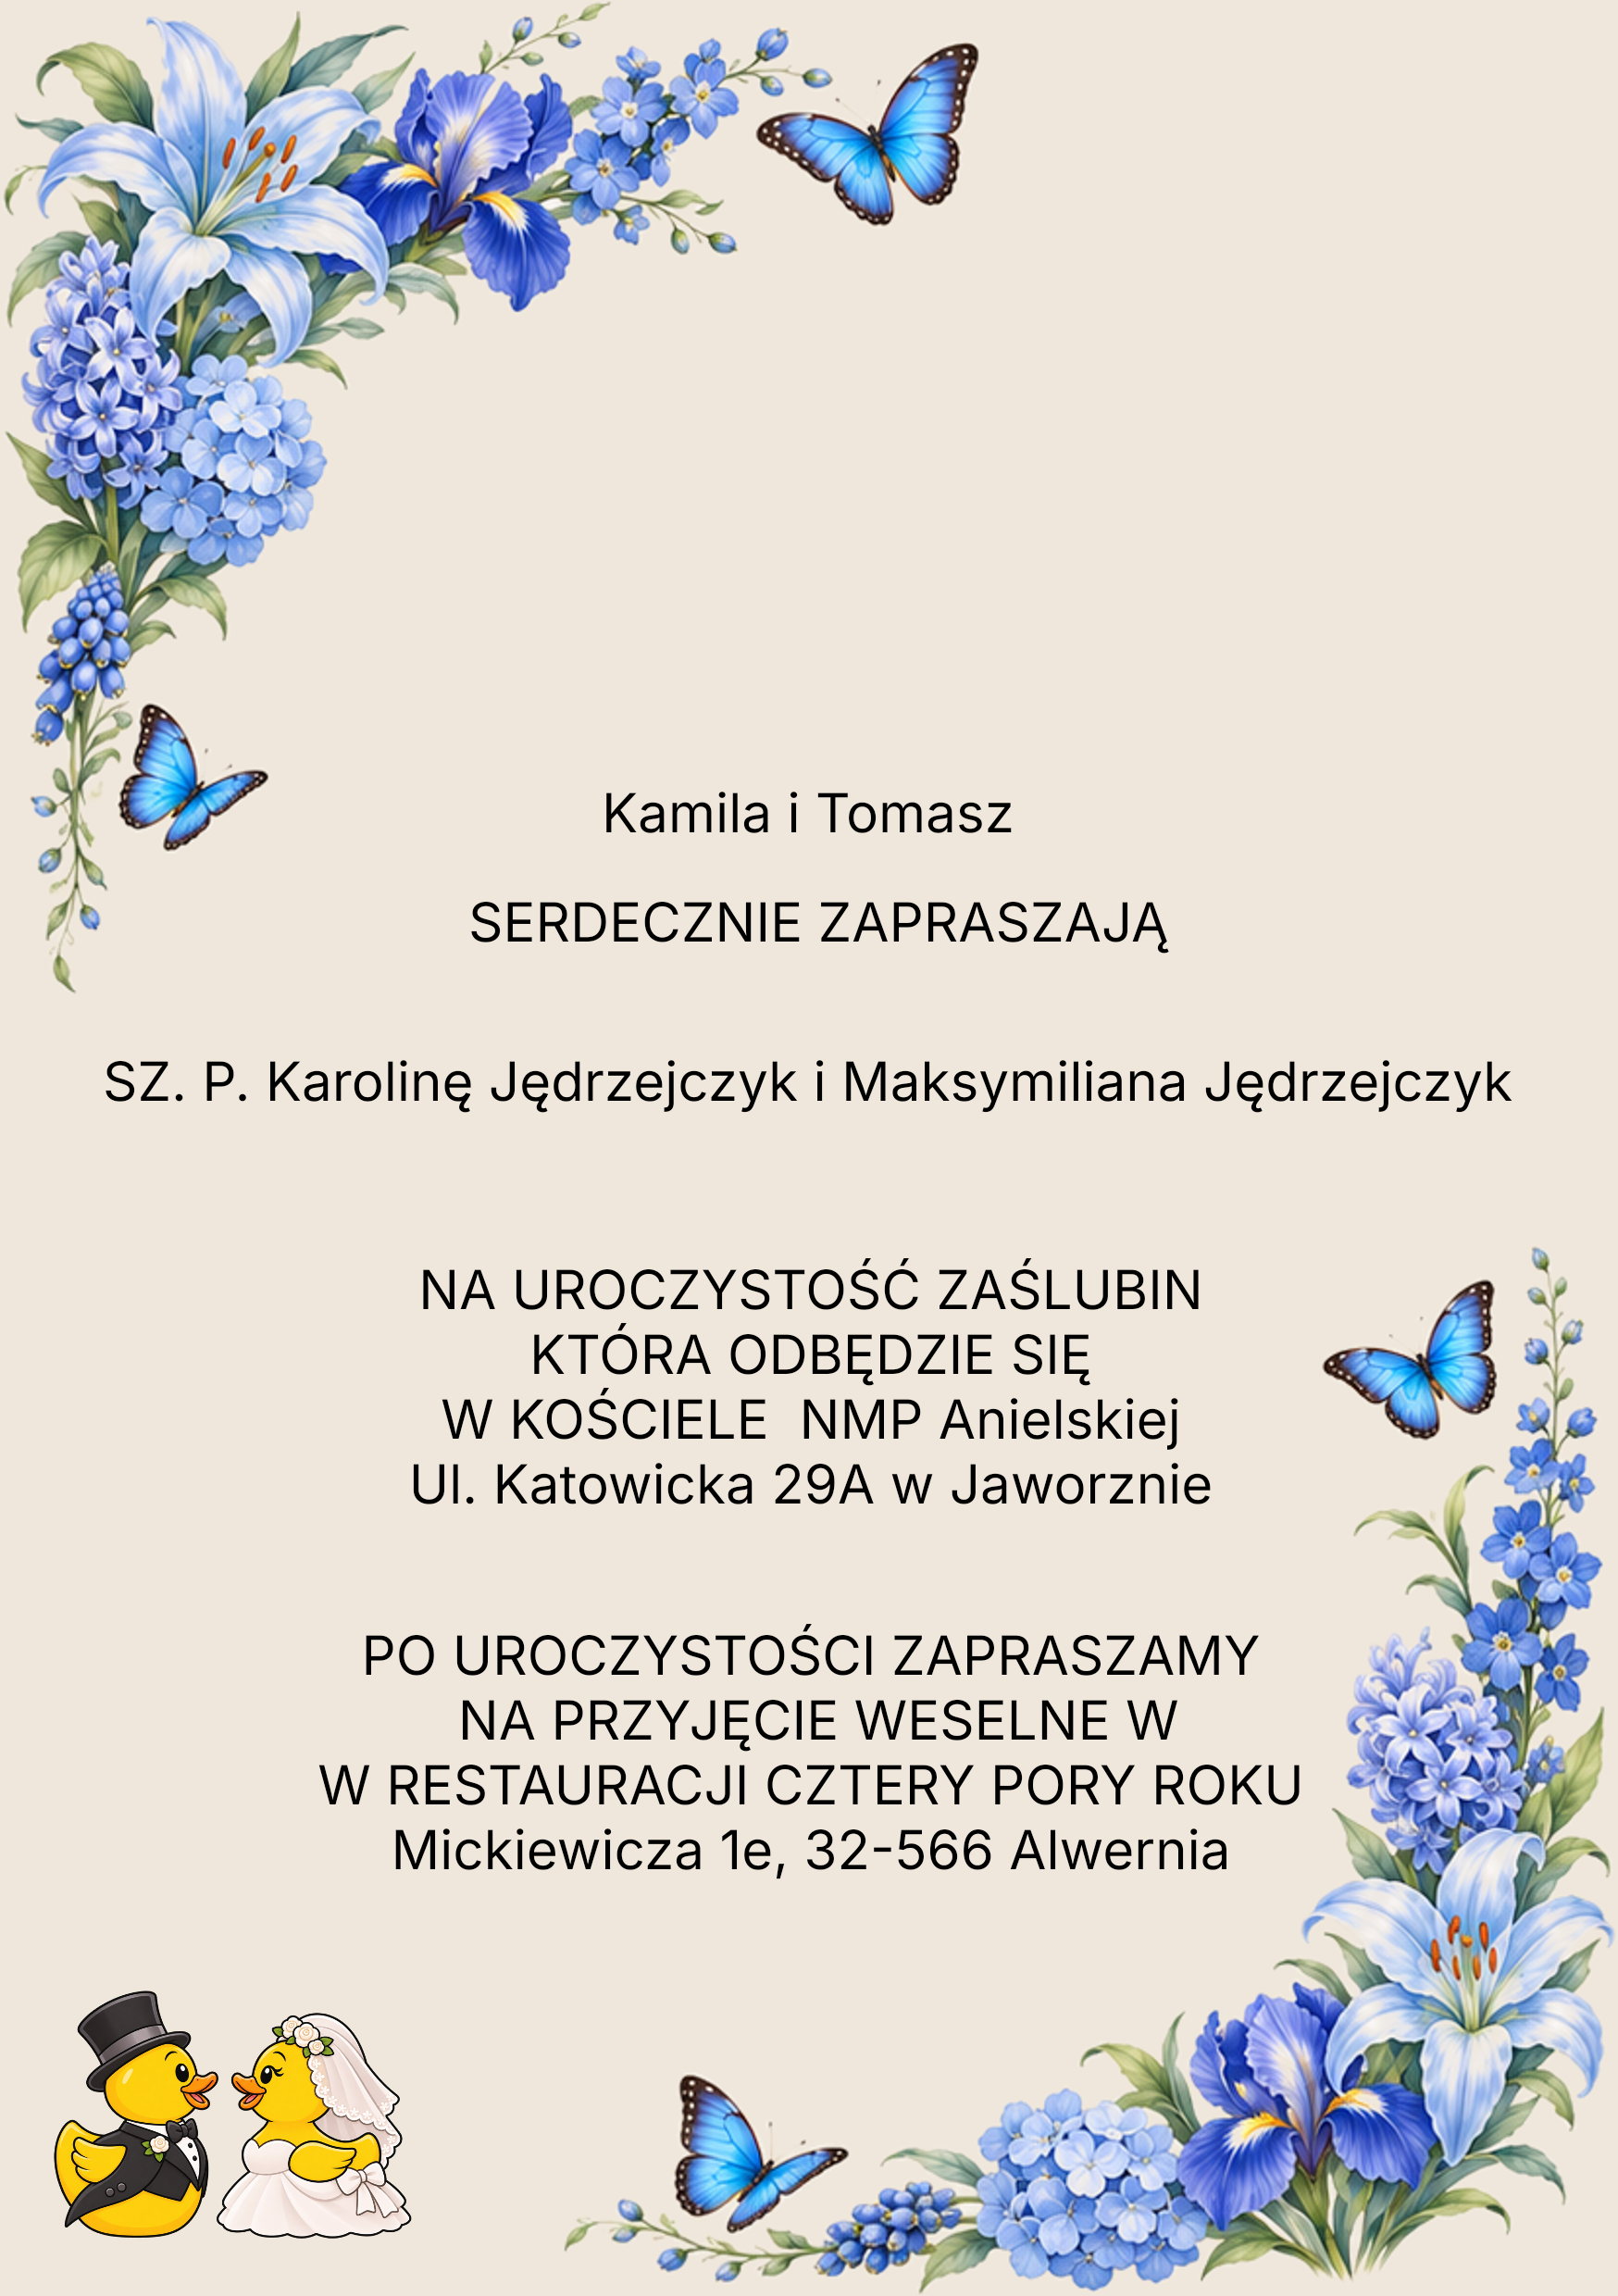 Kamila i Tomasz
SERDECZNIE ZAPRASZAJĄ
SZ. P. Karolinę Jędrzejczyk i Maksymiliana Jędrzejczyk
NA UROCZYSTOŚĆ ZAŚLUBIN
KTÓRA ODBĘDZIE SIĘ
W KOŚCIELE  NMP Anielskiej
Ul. Katowicka 29A w Jaworznie
PO UROCZYSTOŚCI ZAPRASZAMY
NA PRZYJĘCIE WESELNE W
W RESTAURACJI CZTERY PORY ROKU
Mickiewicza 1e, 32-566 Alwernia